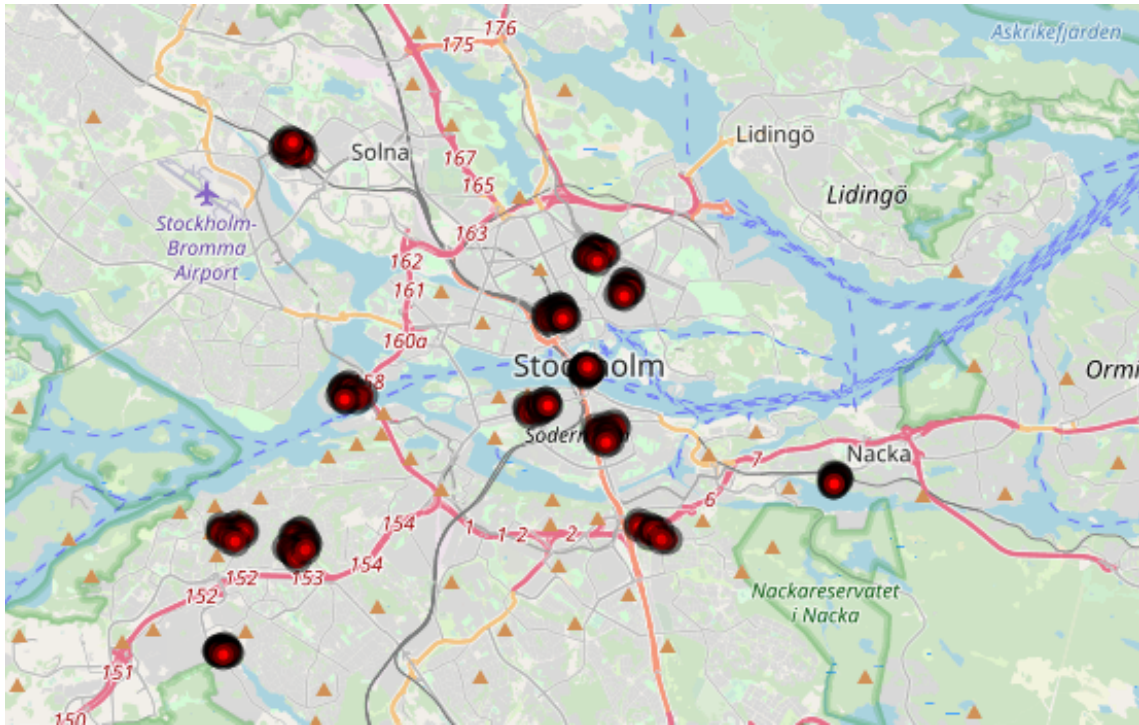 Askrikefjärden
176
175
Lidingö
Solna
167
165
Lidingö
Stockholm-
Bromma
Airport
163
162
161
160a
Ormi
Nacka
7
6
154
1
1
2
2
154
153
152
152
Nackareservatet
i Nacka
151
150